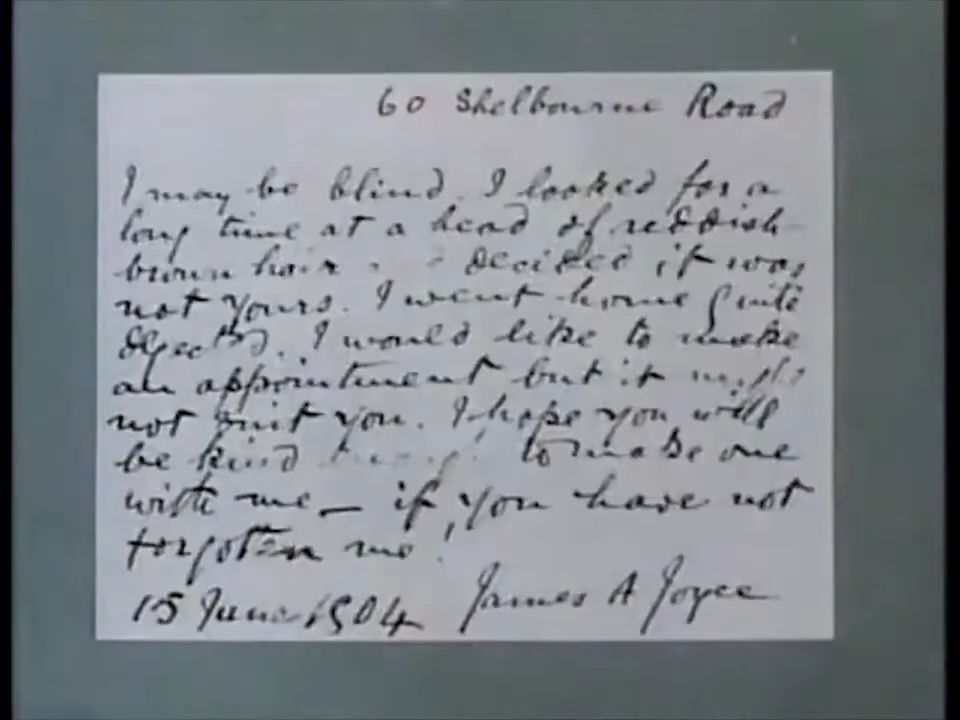 60 Shelbourne Road
I may be blind. I looked for a
long time at a head of reddish
brown hair decided it was
not yours. I went home quite
dejected. I would like to make
an appointment but it might
not suit you. I hope you will
be kind to make one
with me — if you have not
forgotten me!
15 June 1904 James A Joyce